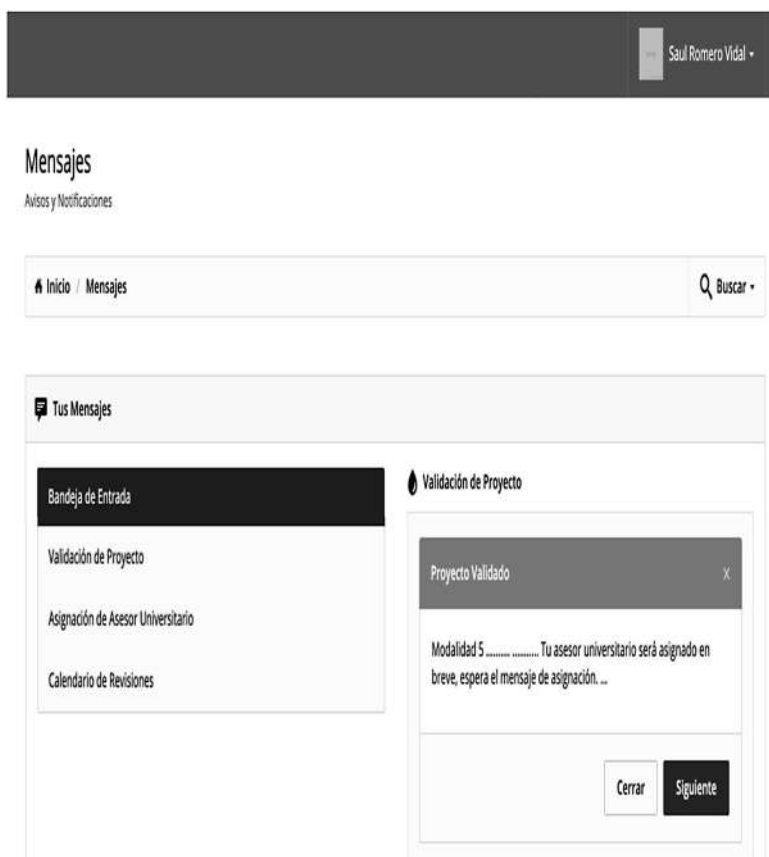 Saul Romero Vidal
Mensajes
Avisos y Notificaciones
Inicio / Mensajes
Buscar
Tus Mensajes
Bandeja de Entrada
Validación de Proyecto
Asignación de Asesor Universitario
Calendario de Revisiones
Validación de Proyecto
Proyecto Validado X
Modalidad 5 ......... .......... Tu asesor universitario será asignado en
breve, espera el mensaje de asignación. ...
Cerrar
Siguiente